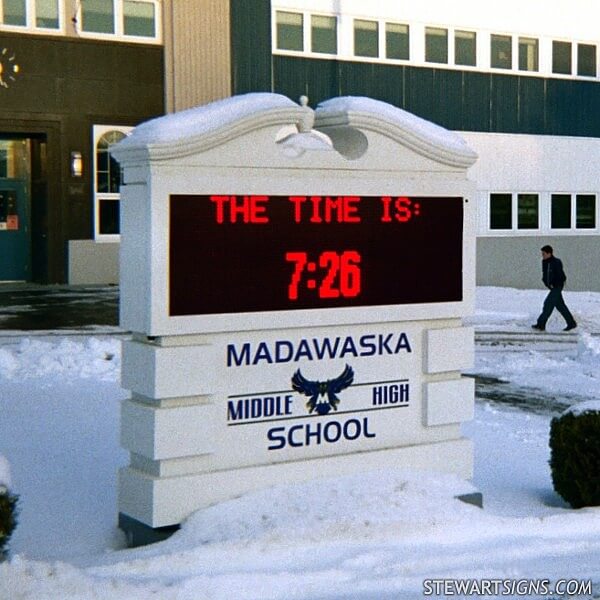 THE TIME IS:
7:26
MADAWASKA
MIDDLE M HIGH
SCHOOL
STEWARTSIGNS.COM